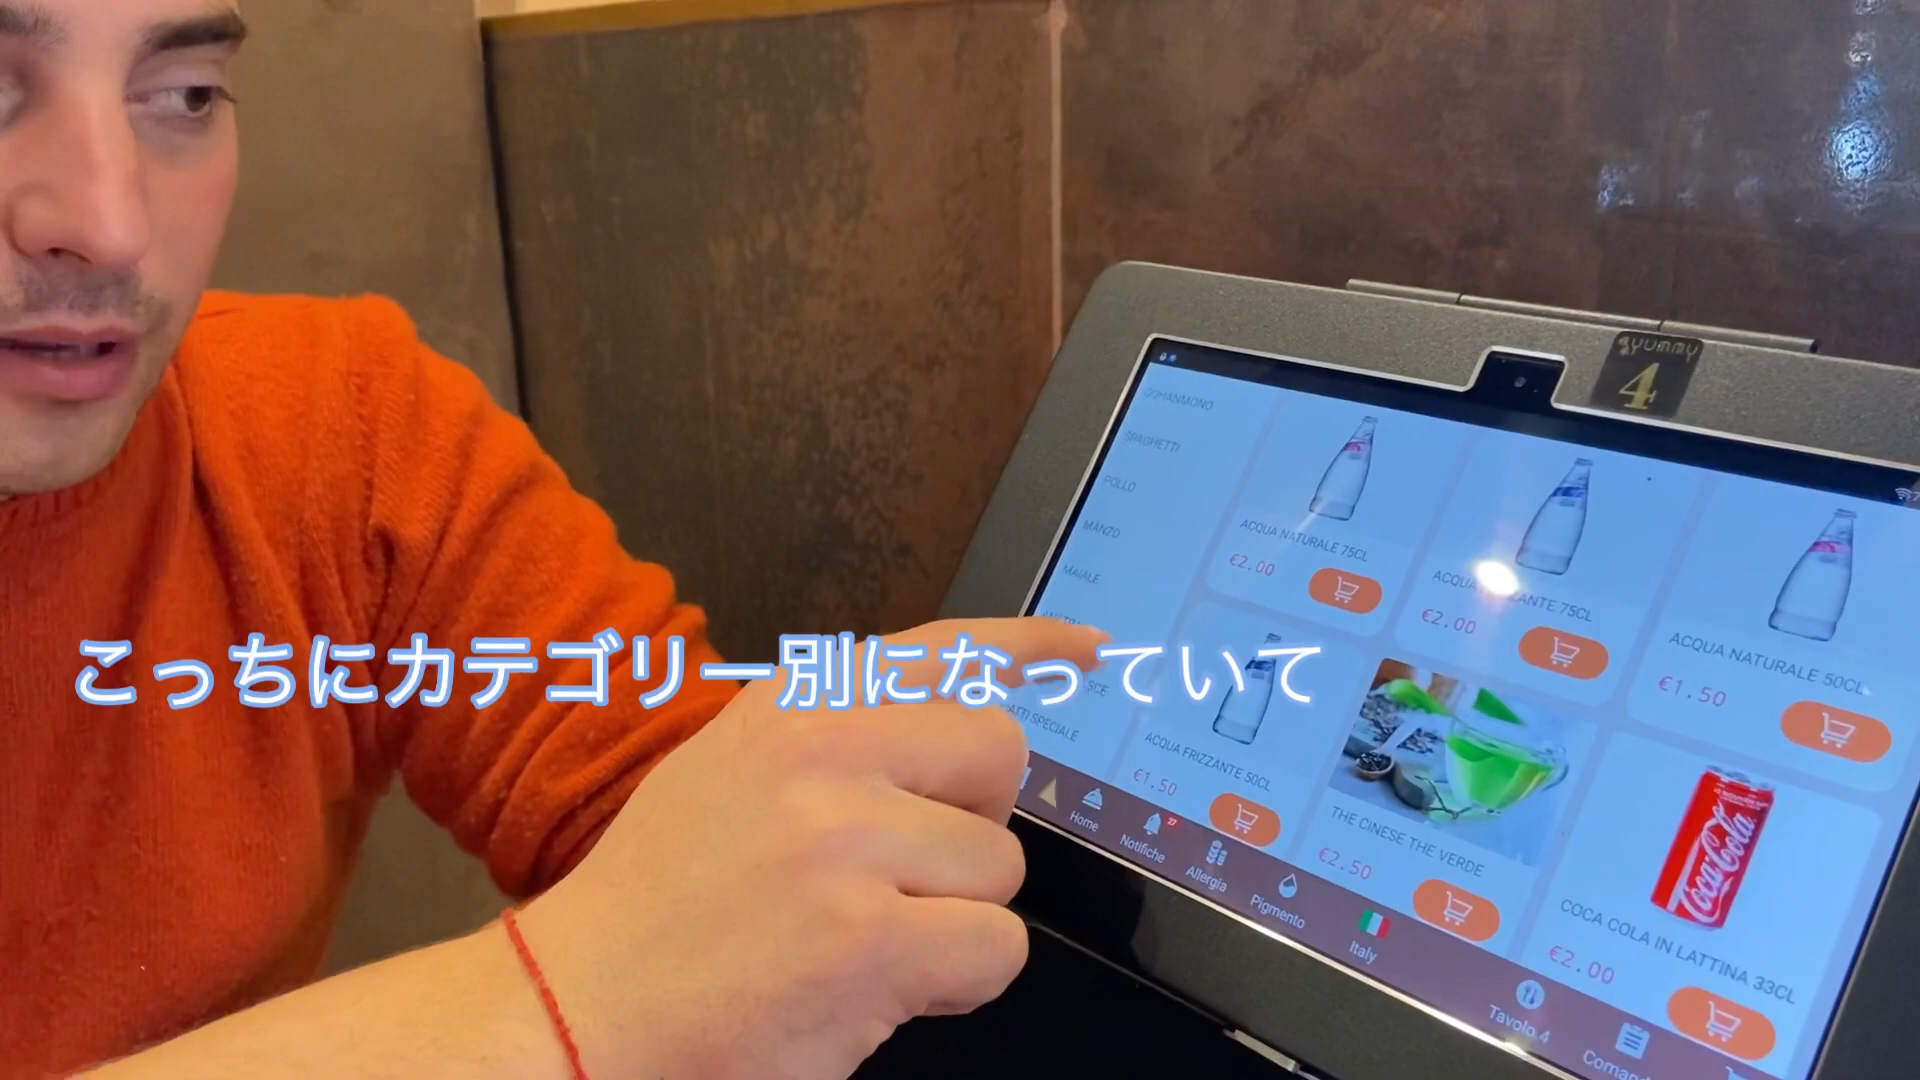 4YUMMY
4
GOHANMONO
SPAGHETTI
POLLO
MANZO
MAIALE
PIATTI SPECIALE
ACQUA NATURALE 75CL
€2.00
€2.00
ACQUA NATURALE 50CL
€1.50
ACQUA FRIZZANTE 50CL
€1.50
THE CINESE THE VERDE
€2.50
Coca-Cola
COCA COLA IN LATTINA 33CL
€2.00
こっちにカテゴリー別になっていて
Home
Notifiche
27
Allergia
Pigmento
Italy
Tavolo 4